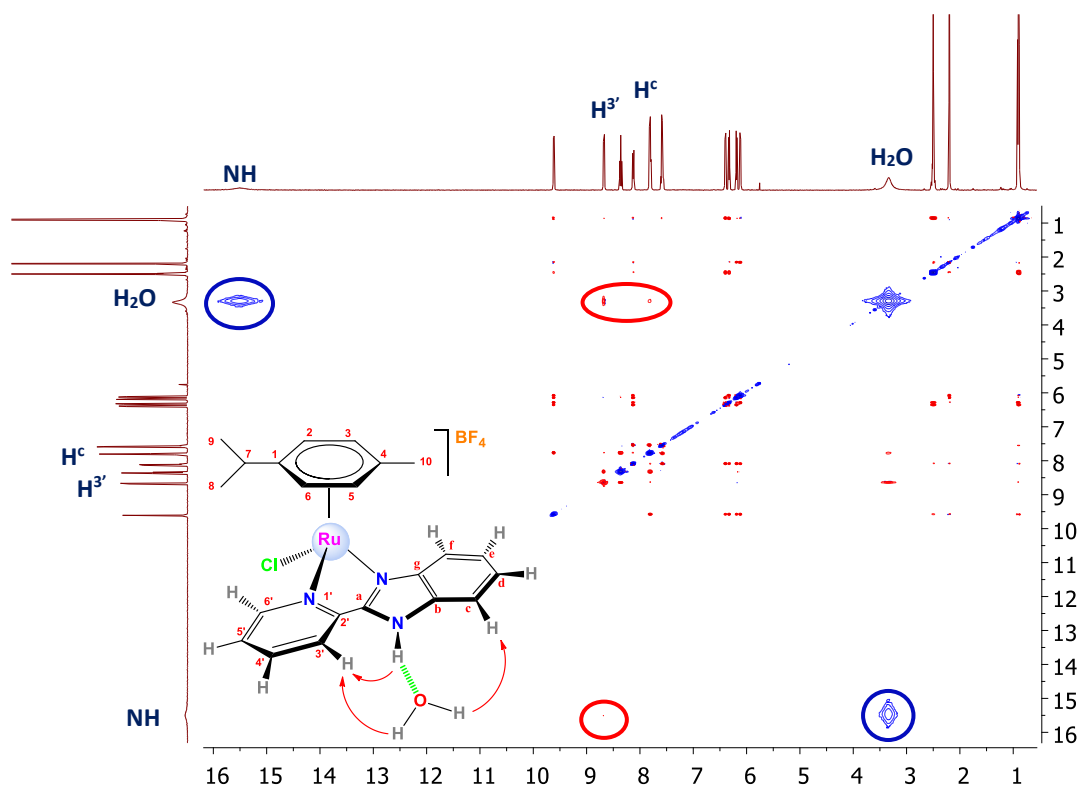 H3’
Hc
NH
H2O
1
2
H2O
3
4
5
6
7
Hc
8
H3’
9
10
11
12
13
14
15
NH
16
16 15 14 13 12 11 10 9 8 7 6 5 4 3 2 1
BF4
9 2 3
7 1 4 10
8 6 5
Ru
Cl
H H
f e
g
N d H
H 6' N 1' a b c
2' N H
5' H
H 4' 3' H H
H O
H H